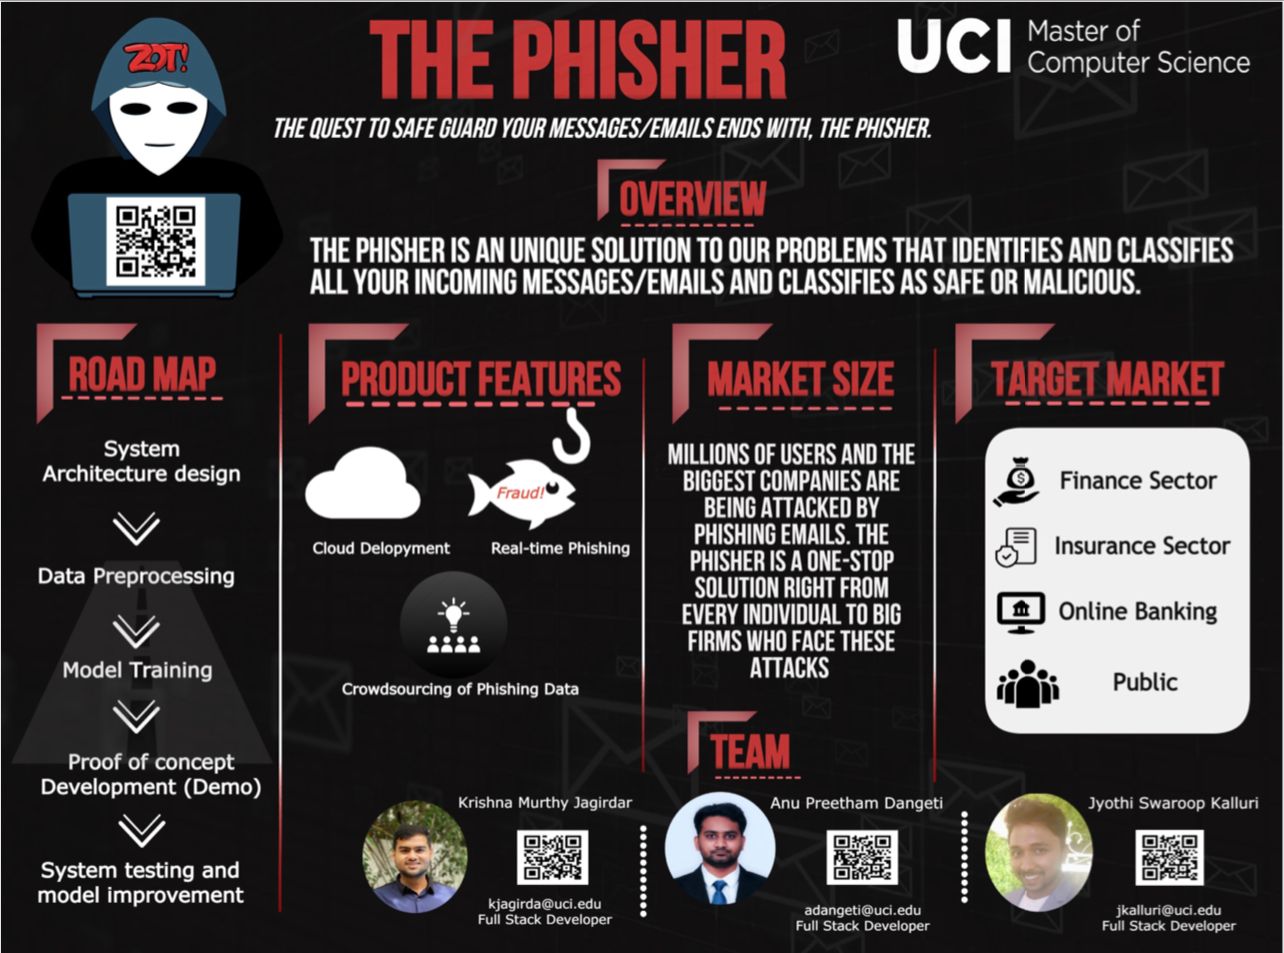 ZOT!
THE PHISHER
UCI Master of
Computer Science
THE QUEST TO SAFE GUARD YOUR MESSAGES/EMAILS ENDS WITH, THE PHISHER.
OVERVIEW
THE PHISHER IS AN UNIQUE SOLUTION TO OUR PROBLEMS THAT IDENTIFIES AND CLASSIFIES
ALL YOUR INCOMING MESSAGES/EMAILS AND CLASSIFIES AS SAFE OR MALICIOUS.
ROAD MAP
System
Architecture design
Data Preprocessing
Model Training
Proof of concept
Development (Demo)
System testing and
model improvement
PRODUCT FEATURES
Fraud!
Cloud Delopyment
Real-time Phishing
Crowdsourcing of Phishing Data
MARKET SIZE
MILLIONS OF USERS AND THE
BIGGEST COMPANIES ARE
BEING ATTACKED BY
PHISHING EMAILS. THE
PHISHER IS A ONE-STOP
SOLUTION RIGHT FROM
EVERY INDIVIDUAL TO BIG
FIRMS WHO FACE THESE
ATTACKS
TARGET MARKET
$
Finance Sector
Insurance Sector
Online Banking
Public
TEAM
Krishna Murthy Jagirdar
kjagirda@uci.edu
Full Stack Developer
Anu Preetham Dangeti
adangeti@uci.edu
Full Stack Developer
Jyothi Swaroop Kalluri
jkalluri@uci.edu
Full Stack Developer